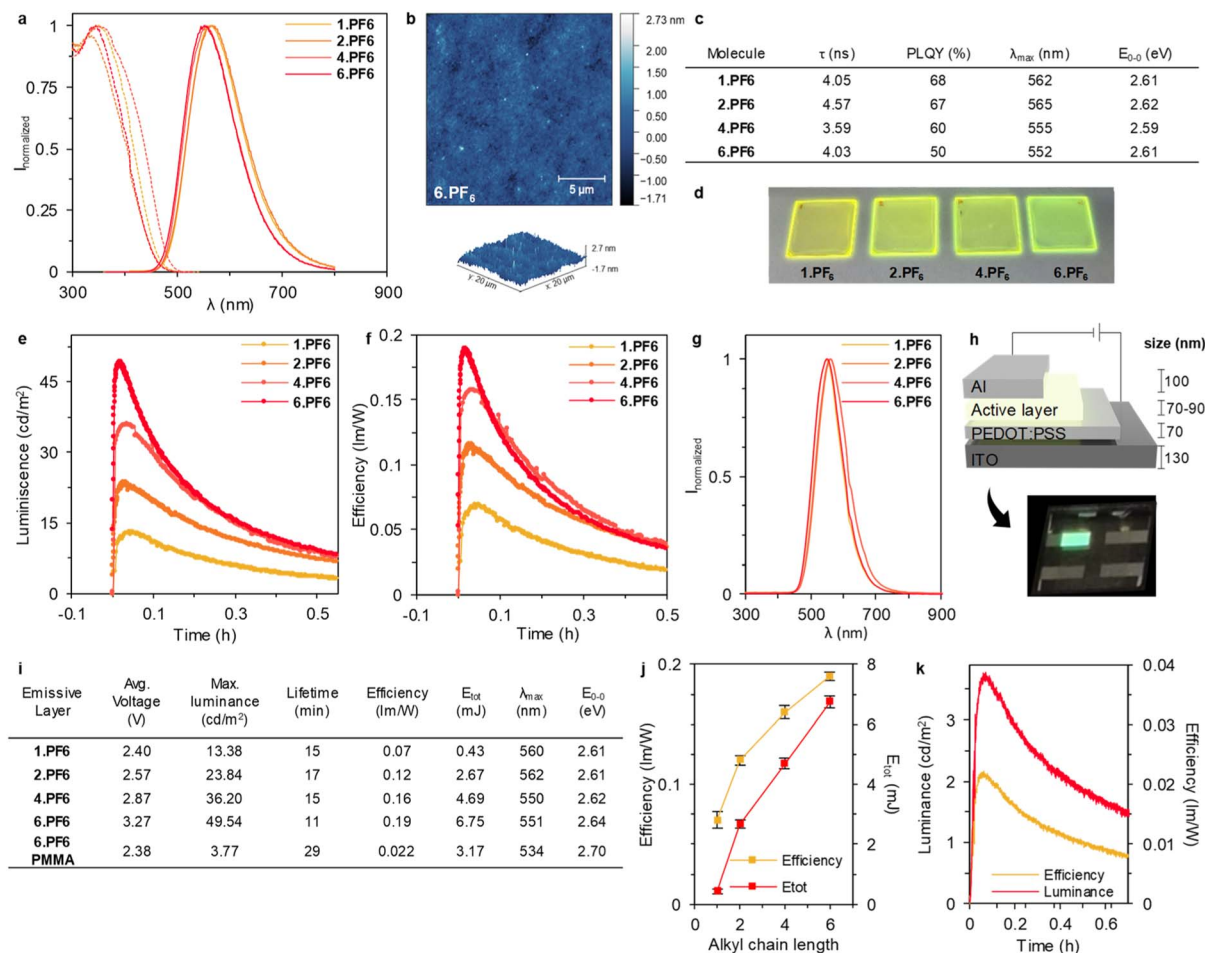 a
1
0.75
0.5
0.25
0
I normalized
300
500
700
900
λ (nm)
1.PF6
2.PF6
4.PF6
6.PF6
b
6.PF6
5 µm
2.73 nm
2.00
1.50
1.00
0.50
0.00
−0.50
−1.00
−1.71
2.7 nm
-1.7 nm
y: 20 µm
x: 20 µm
c
Molecule τ (ns) PLQY (%) λmax (nm) E0-0 (eV)
1.PF6 4.05 68 562 2.61
2.PF6 4.57 67 565 2.62
4.PF6 3.59 60 555 2.59
6.PF6 4.03 50 552 2.61
d
1.PF6 2.PF6 4.PF6 6.PF6
e
Luminiscence (cd/m²)
45
30
15
0
-0.1
0.1
0.3
0.5
Time (h)
1.PF6
2.PF6
4.PF6
6.PF6
f
Efficiency (lm/W)
0.2
0.15
0.1
0.05
0
-0.1
0.1
0.3
0.5
Time (h)
1.PF6
2.PF6
4.PF6
6.PF6
g
I normalized
1
0.5
0
300
500
700
900
λ (nm)
1.PF6
2.PF6
4.PF6
6.PF6
h
size (nm)
Al
100
Active layer
70-90
PEDOT:PSS
70
ITO
130
i
Emissive Layer Avg. Voltage (V) Max. luminance (cd/m²) Lifetime (min) Efficiency (lm/W) Etot (mJ) λmax (nm) E0-0 (eV)
1.PF6 2.40 13.38 15 0.07 0.43 560 2.61
2.PF6 2.57 23.84 17 0.12 2.67 562 2.61
4.PF6 2.87 36.20 15 0.16 4.69 550 2.62
6.PF6 3.27 49.54 11 0.19 6.75 551 2.64
6.PF6 PMMA 2.38 3.77 29 0.022 3.17 534 2.70
j
Efficiency (lm/W)
0.2
0.1
0
0
2
4
6
Alkyl chain length
8
7
6
5
4
3
2
1
0
Etot (mJ)
Efficiency
Etot
k
Luminance (cd/m²)
3
2
1
0
0
0.2
0.4
0.6
Time (h)
0.04
0.03
0.02
0.01
0
Efficiency (lm/W)
Efficiency
Luminance